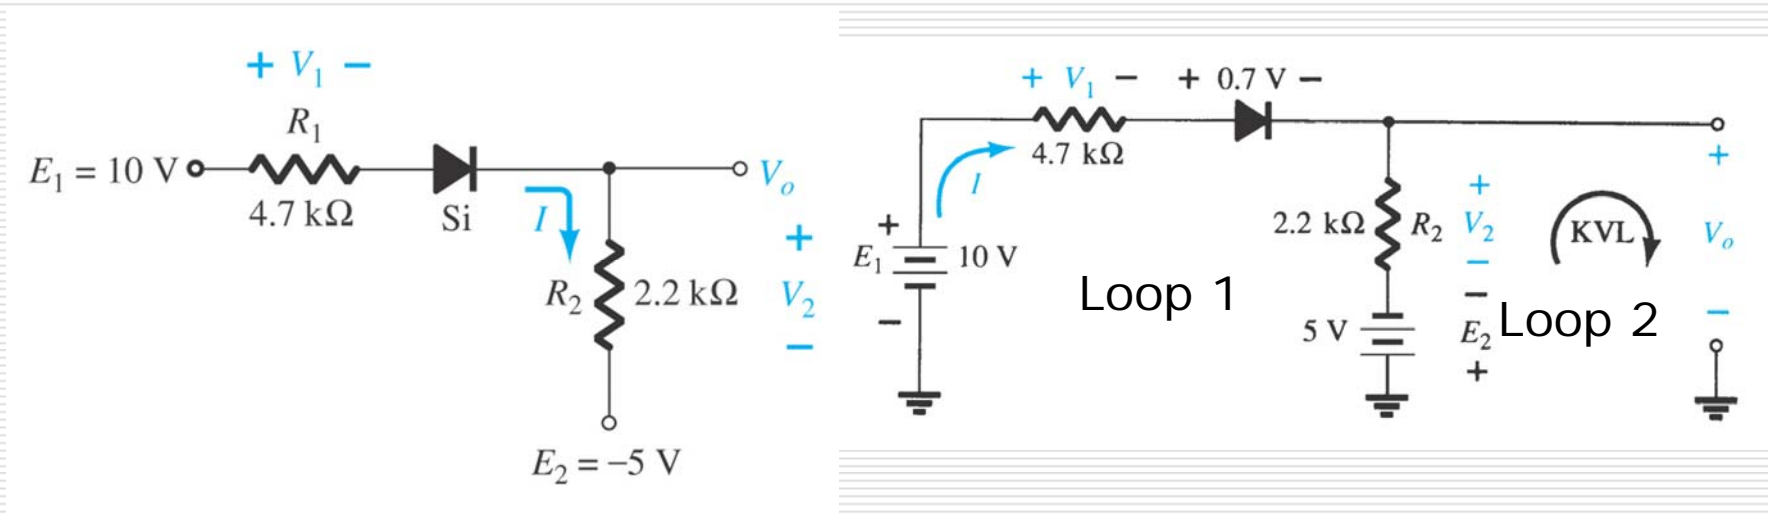 + V₁ −
R₁
E₁ = 10 V
4.7 kΩ
Si
I
Vₒ
+
V₂
−
R₂
2.2 kΩ
E₂ = −5 V
+ V₁ − + 0.7 V −
4.7 kΩ
I
+
E₁
10 V
−
Loop 1
2.2 kΩ
R₂
+
V₂
−
KVL
+
Vₒ
−
5 V
−
E₂
+
Loop 2